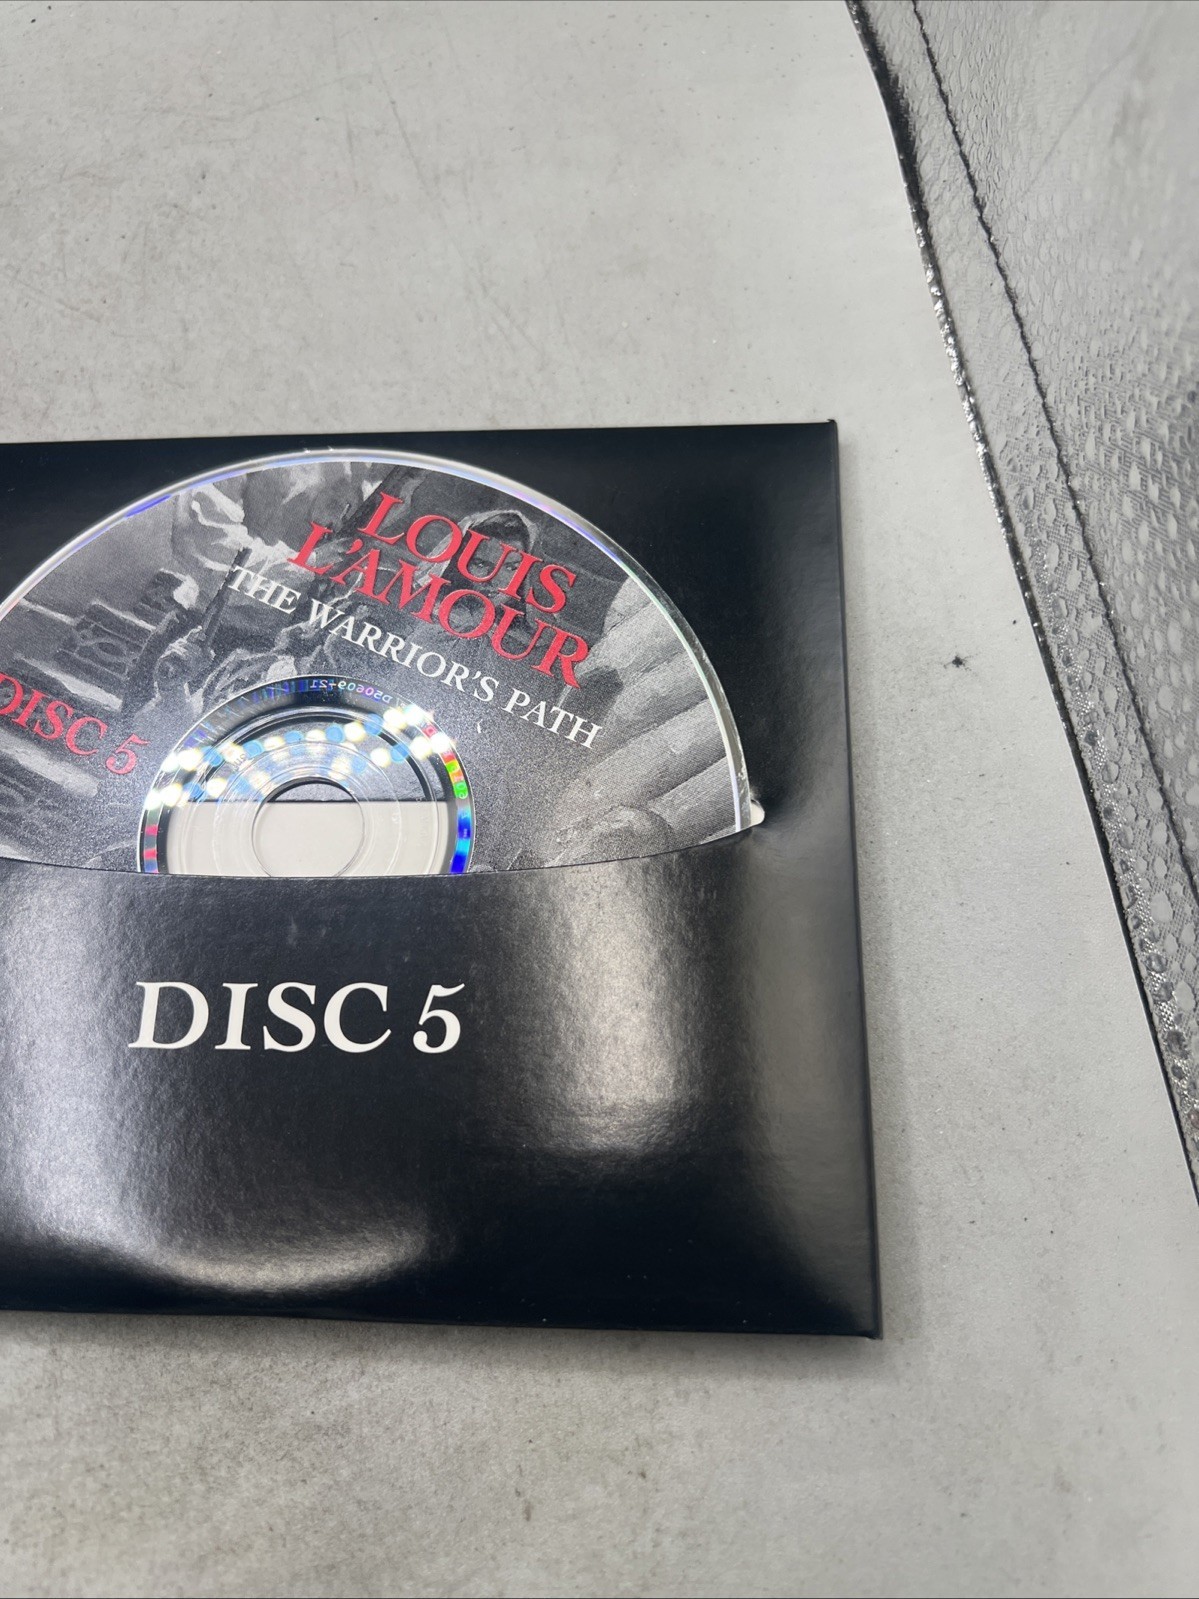 LOUIS
L'AMOUR
THE WARRIOR'S PATH
DISC 5
DISC 5